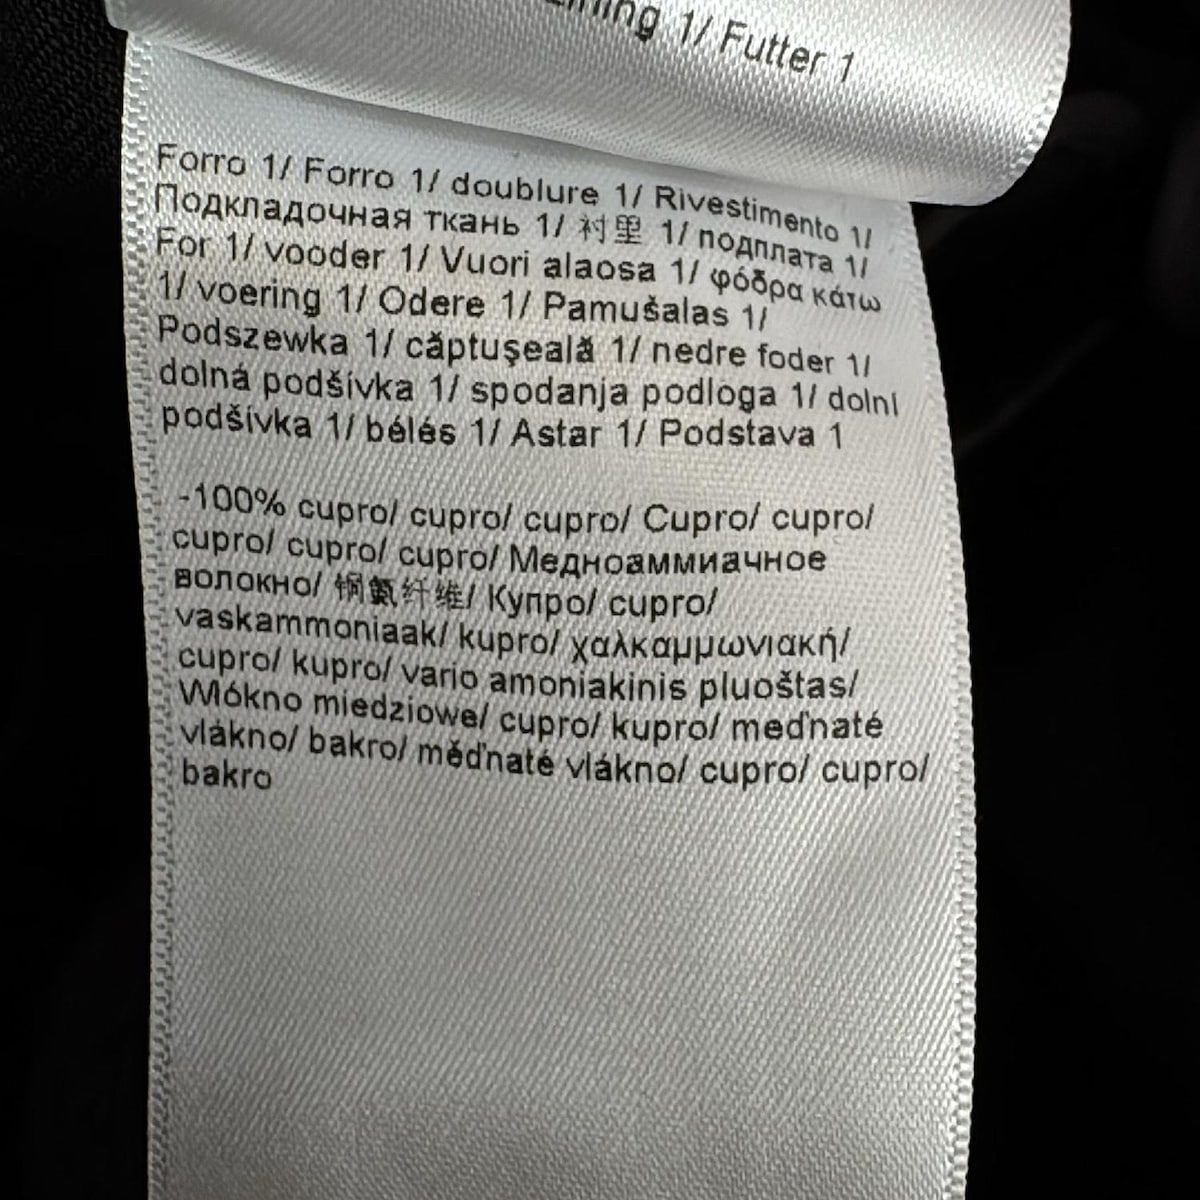 Lining 1/ Futter 1
Forro 1/ Forro 1/ doublure 1/ Rivestimento 1/
Подкладочная ткань 1/ 衬里 1/ подплата 1/
For 1/ vooder 1/ Vuori alaosa 1/ φόδρα κάτω
1/ voering 1/ Odere 1/ Pamušalas 1/
Podszewka 1/ căptuşeală 1/ nedre foder 1/
dolná podšívka 1/ spodanja podloga 1/ dolní
podšívka 1/ bélés 1/ Astar 1/ Podstava 1
-100% cupro/ cupro/ cupro/ Cupro/ cupro/
cupro/ cupro/ cupro/ Медноаммиачное
волокно/ 铜氨纤维/ Купро/ cupro/
vaskammoniaak/ kupro/ χαλκαμμωνιακή/
cupro/ kupro/ vario amoniakinis pluoštas/
Włókno miedziowe/ cupro/ kupro/ meďnaté
vlákno/ bakro/ měďnaté vlákno/ cupro/ cupro/
bakro